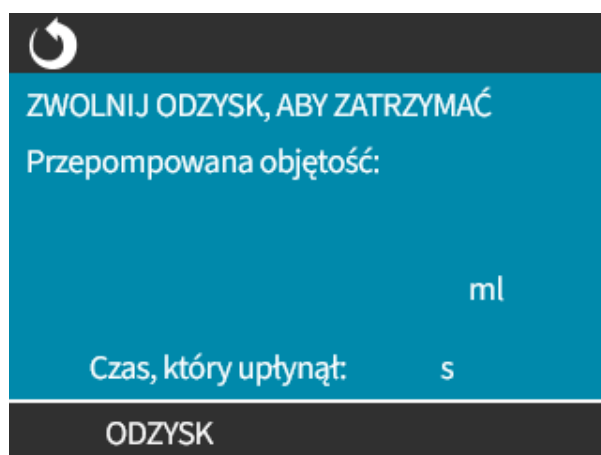 ZWOLNIJ ODZYSK, ABY ZATRZYMAĆ
Przepompowana objętość:
ml
Czas, który upłynął: s
ODZYSK